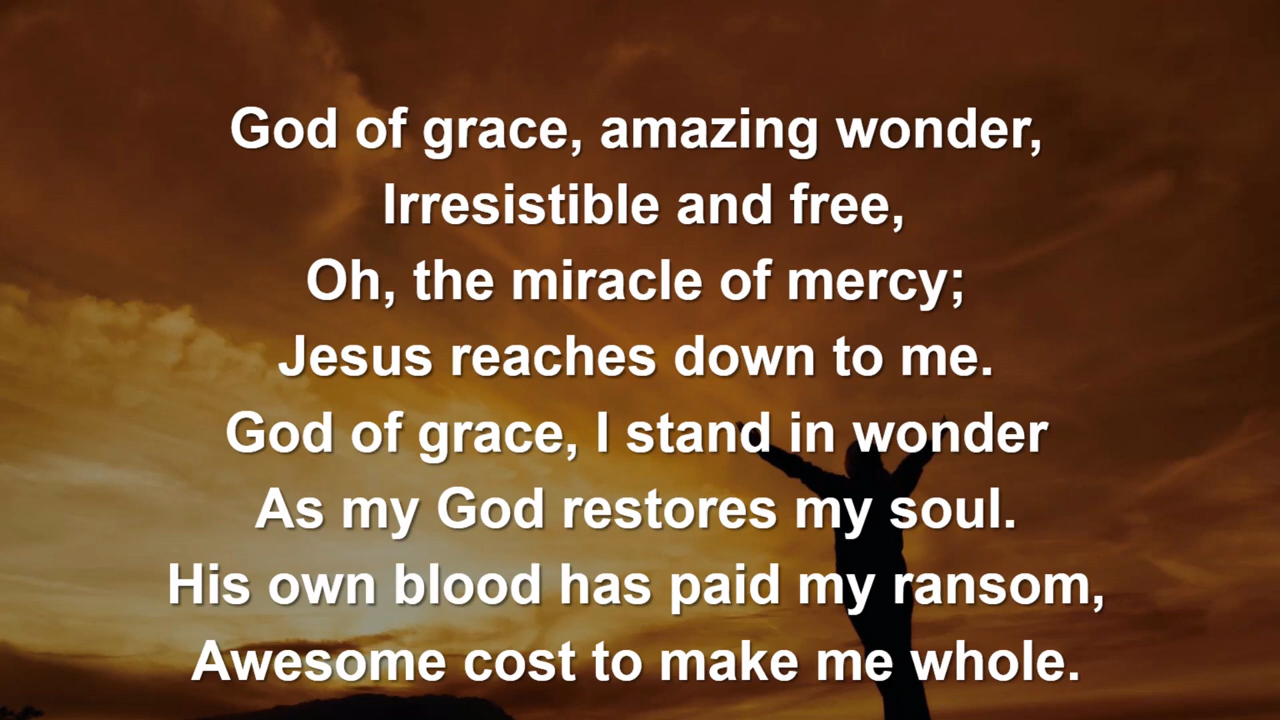 God of grace, amazing wonder,
Irresistible and free,
Oh, the miracle of mercy;
Jesus reaches down to me.
God of grace, I stand in wonder
As my God restores my soul.
His own blood has paid my ransom,
Awesome cost to make me whole.